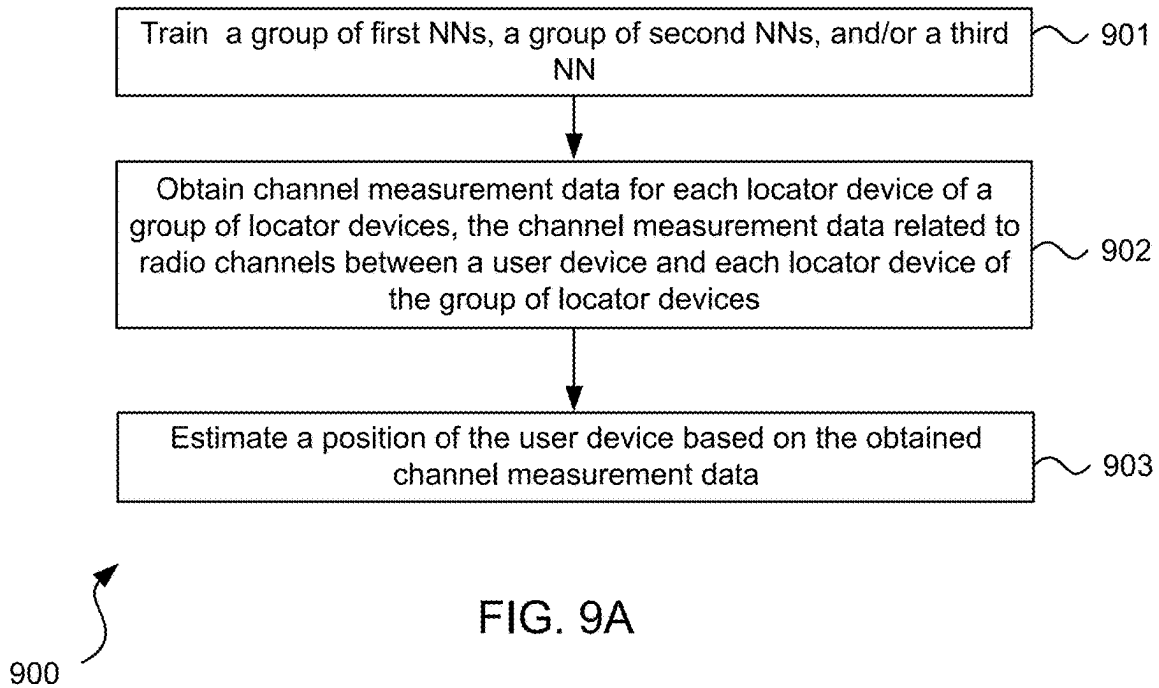 Train a group of first NNs, a group of second NNs, and/or a third
NN
901
Obtain channel measurement data for each locator device of a
group of locator devices, the channel measurement data related to
radio channels between a user device and each locator device of
the group of locator devices
902
Estimate a position of the user device based on the obtained
channel measurement data
903
FIG. 9A
900